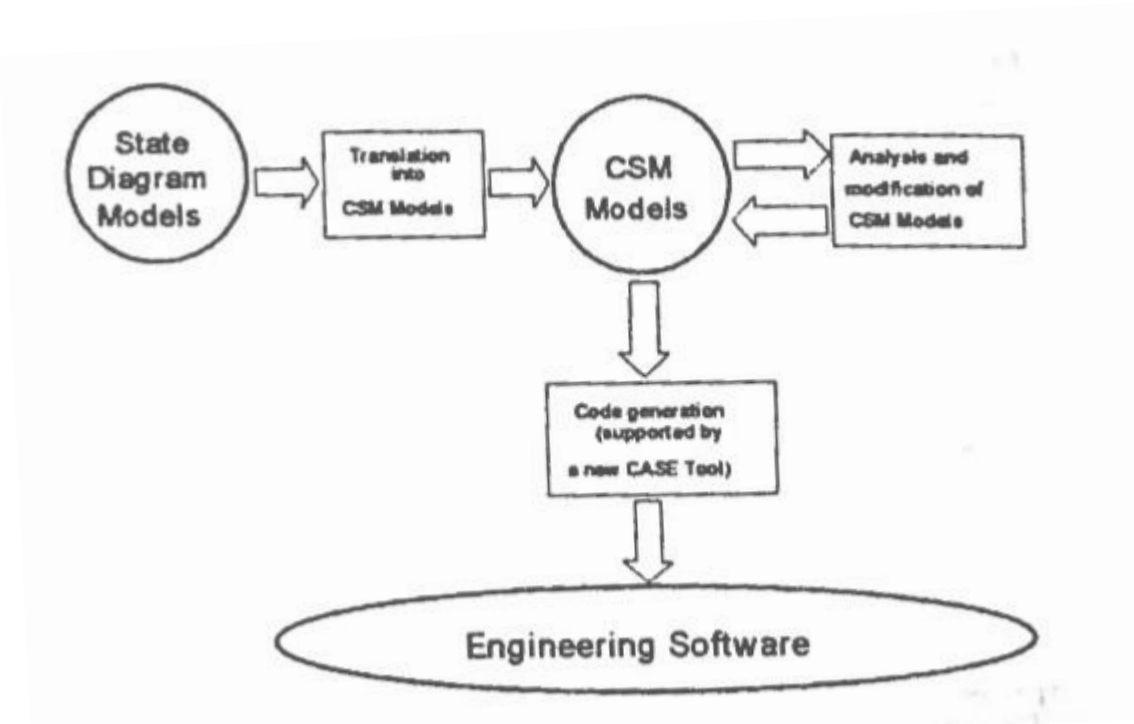 State
Diagram
Models
Translation
into
CSM Models
CSM
Models
Analysis and
modification of
CSM Models
Code generation
(supported by
a new CASE Tool)
Engineering Software